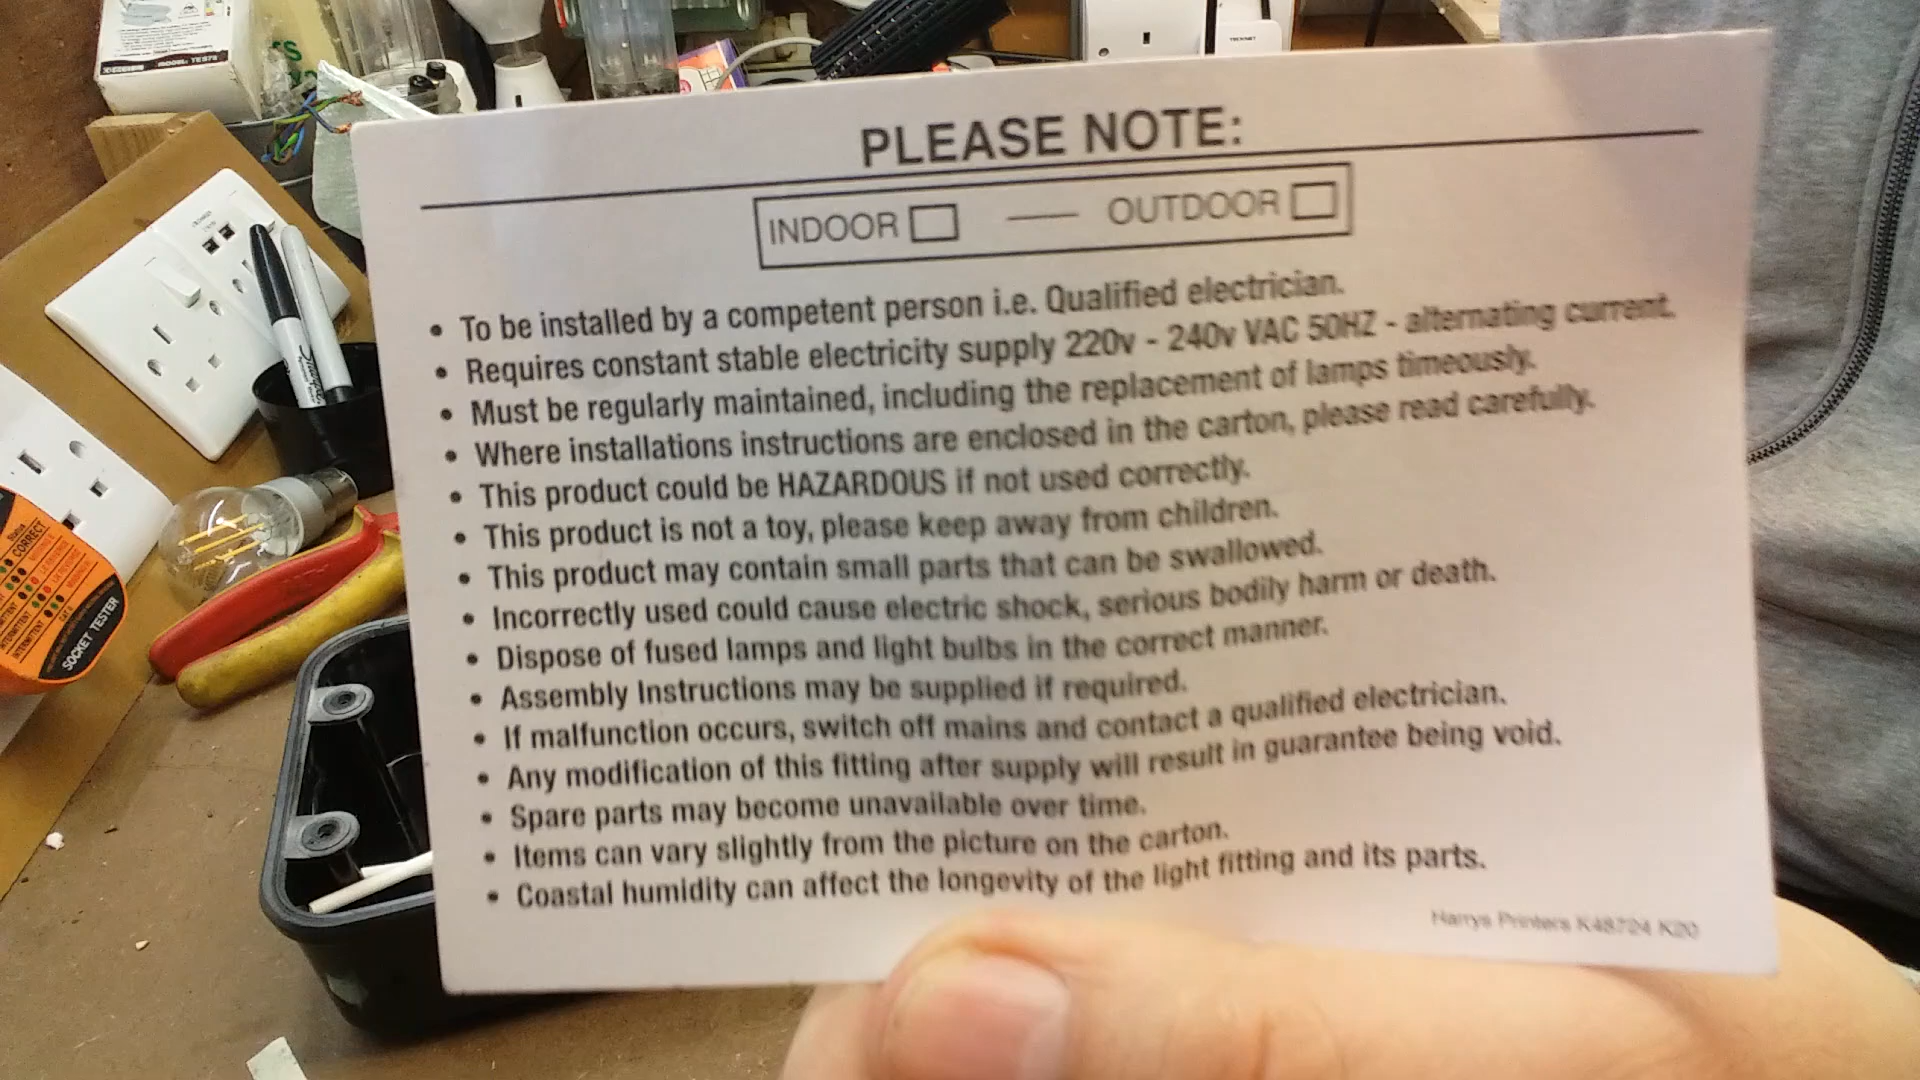 PLEASE NOTE:
INDOOR — OUTDOOR
• To be installed by a competent person i.e. Qualified electrician.
• Requires constant stable electricity supply 220v - 240v VAC 50HZ - alternating current.
• Must be regularly maintained, including the replacement of lamps timeously.
• Where installations instructions are enclosed in the carton, please read carefully.
• This product could be HAZARDOUS if not used correctly.
• This product is not a toy, please keep away from children.
• This product may contain small parts that can be swallowed.
• Incorrectly used could cause electric shock, serious bodily harm or death.
• Dispose of fused lamps and light bulbs in the correct manner.
• Assembly Instructions may be supplied if required.
• If malfunction occurs, switch off mains and contact a qualified electrician.
• Any modification of this fitting after supply will result in guarantee being void.
• Spare parts may become unavailable over time.
• Items can vary slightly from the picture on the carton.
• Coastal humidity can affect the longevity of the light fitting and its parts.
Harrys Printers K48724 K20
CORRECT
SOCKET TESTER
Sharpie